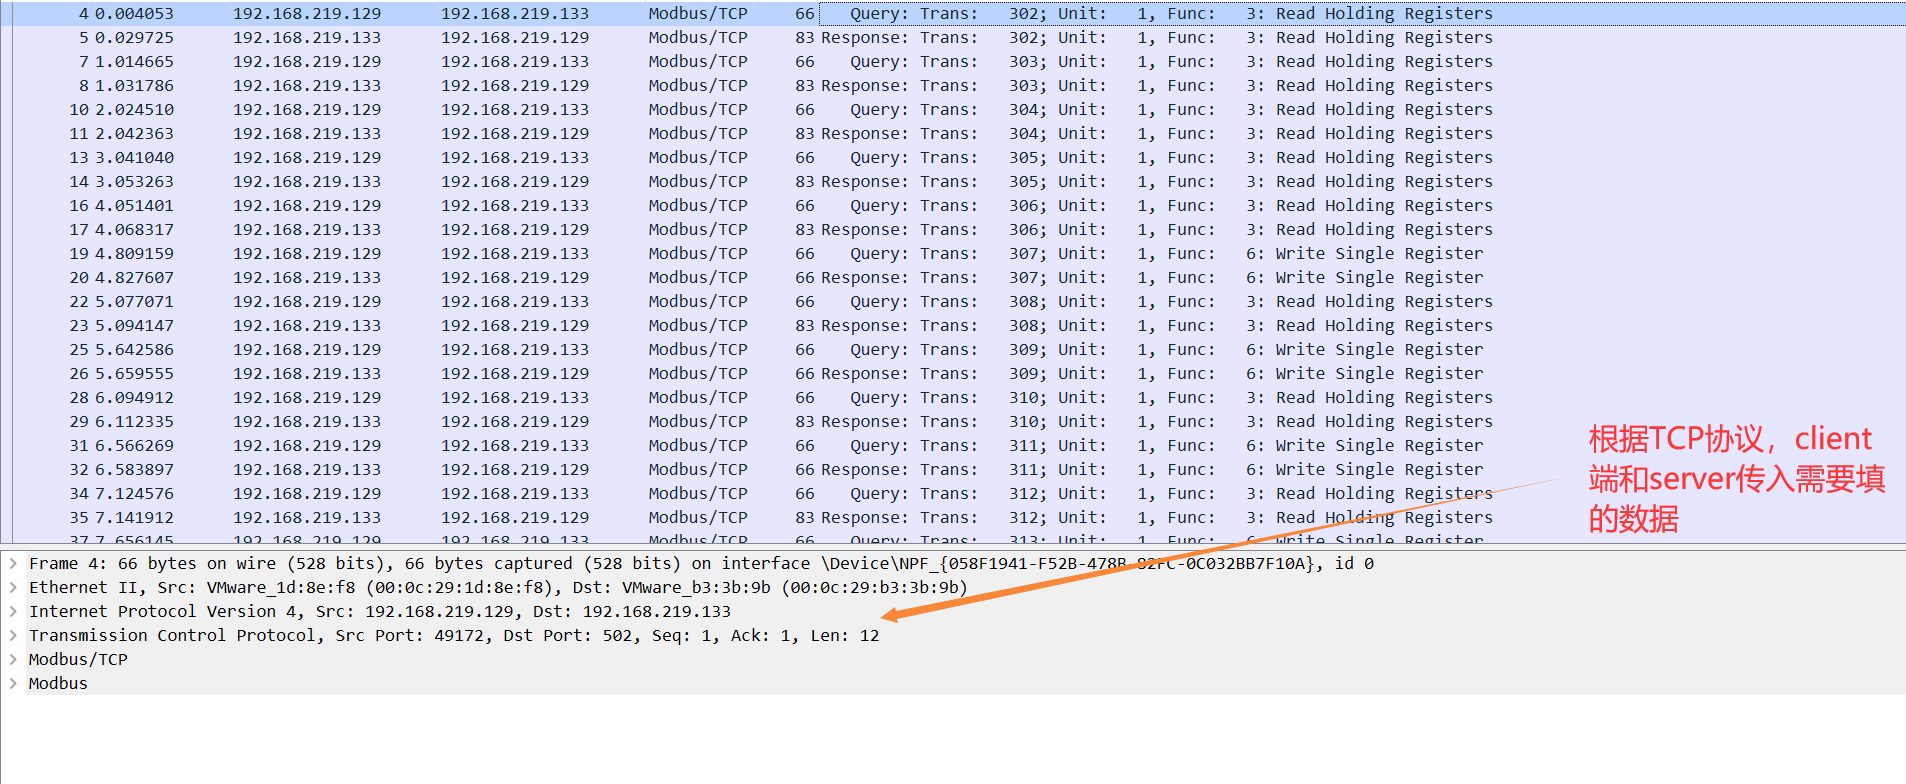 4 0.004053 192.168.219.129 192.168.219.133 Modbus/TCP 66 Query: Trans: 302; Unit: 1, Func: 3: Read Holding Registers
5 0.029725 192.168.219.133 192.168.219.129 Modbus/TCP 83 Response: Trans: 302; Unit: 1, Func: 3: Read Holding Registers
7 1.014665 192.168.219.129 192.168.219.133 Modbus/TCP 66 Query: Trans: 303; Unit: 1, Func: 3: Read Holding Registers
8 1.031786 192.168.219.133 192.168.219.129 Modbus/TCP 83 Response: Trans: 303; Unit: 1, Func: 3: Read Holding Registers
10 2.024510 192.168.219.129 192.168.219.133 Modbus/TCP 66 Query: Trans: 304; Unit: 1, Func: 3: Read Holding Registers
11 2.042363 192.168.219.133 192.168.219.129 Modbus/TCP 83 Response: Trans: 304; Unit: 1, Func: 3: Read Holding Registers
13 3.041040 192.168.219.129 192.168.219.133 Modbus/TCP 66 Query: Trans: 305; Unit: 1, Func: 3: Read Holding Registers
14 3.053263 192.168.219.133 192.168.219.129 Modbus/TCP 83 Response: Trans: 305; Unit: 1, Func: 3: Read Holding Registers
16 4.051401 192.168.219.129 192.168.219.133 Modbus/TCP 66 Query: Trans: 306; Unit: 1, Func: 3: Read Holding Registers
17 4.068317 192.168.219.133 192.168.219.129 Modbus/TCP 83 Response: Trans: 306; Unit: 1, Func: 3: Read Holding Registers
19 4.809159 192.168.219.129 192.168.219.133 Modbus/TCP 66 Query: Trans: 307; Unit: 1, Func: 6: Write Single Register
20 4.827607 192.168.219.133 192.168.219.129 Modbus/TCP 66 Response: Trans: 307; Unit: 1, Func: 6: Write Single Register
22 5.077071 192.168.219.129 192.168.219.133 Modbus/TCP 66 Query: Trans: 308; Unit: 1, Func: 3: Read Holding Registers
23 5.094147 192.168.219.133 192.168.219.129 Modbus/TCP 83 Response: Trans: 308; Unit: 1, Func: 3: Read Holding Registers
25 5.642586 192.168.219.129 192.168.219.133 Modbus/TCP 66 Query: Trans: 309; Unit: 1, Func: 6: Write Single Register
26 5.659555 192.168.219.133 192.168.219.129 Modbus/TCP 66 Response: Trans: 309; Unit: 1, Func: 6: Write Single Register
28 6.094912 192.168.219.129 192.168.219.133 Modbus/TCP 66 Query: Trans: 310; Unit: 1, Func: 3: Read Holding Registers
29 6.112335 192.168.219.133 192.168.219.129 Modbus/TCP 83 Response: Trans: 310; Unit: 1, Func: 3: Read Holding Registers
31 6.566269 192.168.219.129 192.168.219.133 Modbus/TCP 66 Query: Trans: 311; Unit: 1, Func: 6: Write Single Register
32 6.583897 192.168.219.133 192.168.219.129 Modbus/TCP 66 Response: Trans: 311; Unit: 1, Func: 6: Write Single Register
34 7.124576 192.168.219.129 192.168.219.133 Modbus/TCP 66 Query: Trans: 312; Unit: 1, Func: 3: Read Holding Registers
35 7.141912 192.168.219.133 192.168.219.129 Modbus/TCP 83 Response: Trans: 312; Unit: 1, Func: 3: Read Holding Registers
37 7.656145 192.168.219.129 192.168.219.133 Modbus/TCP 66 Query: Trans: 313; Unit: 1, Func: 6: Write Single Register
根据TCP协议，client
端和server传入需要填
的数据
Frame 4: 66 bytes on wire (528 bits), 66 bytes captured (528 bits) on interface \Device\NPF_{058F1941-F52B-478B-82FC-0C032BB7F10A}, id 0
Ethernet II, Src: VMware_1d:8e:f8 (00:0c:29:1d:8e:f8), Dst: VMware_b3:3b:9b (00:0c:29:b3:3b:9b)
Internet Protocol Version 4, Src: 192.168.219.129, Dst: 192.168.219.133
Transmission Control Protocol, Src Port: 49172, Dst Port: 502, Seq: 1, Ack: 1, Len: 12
Modbus/TCP
Modbus